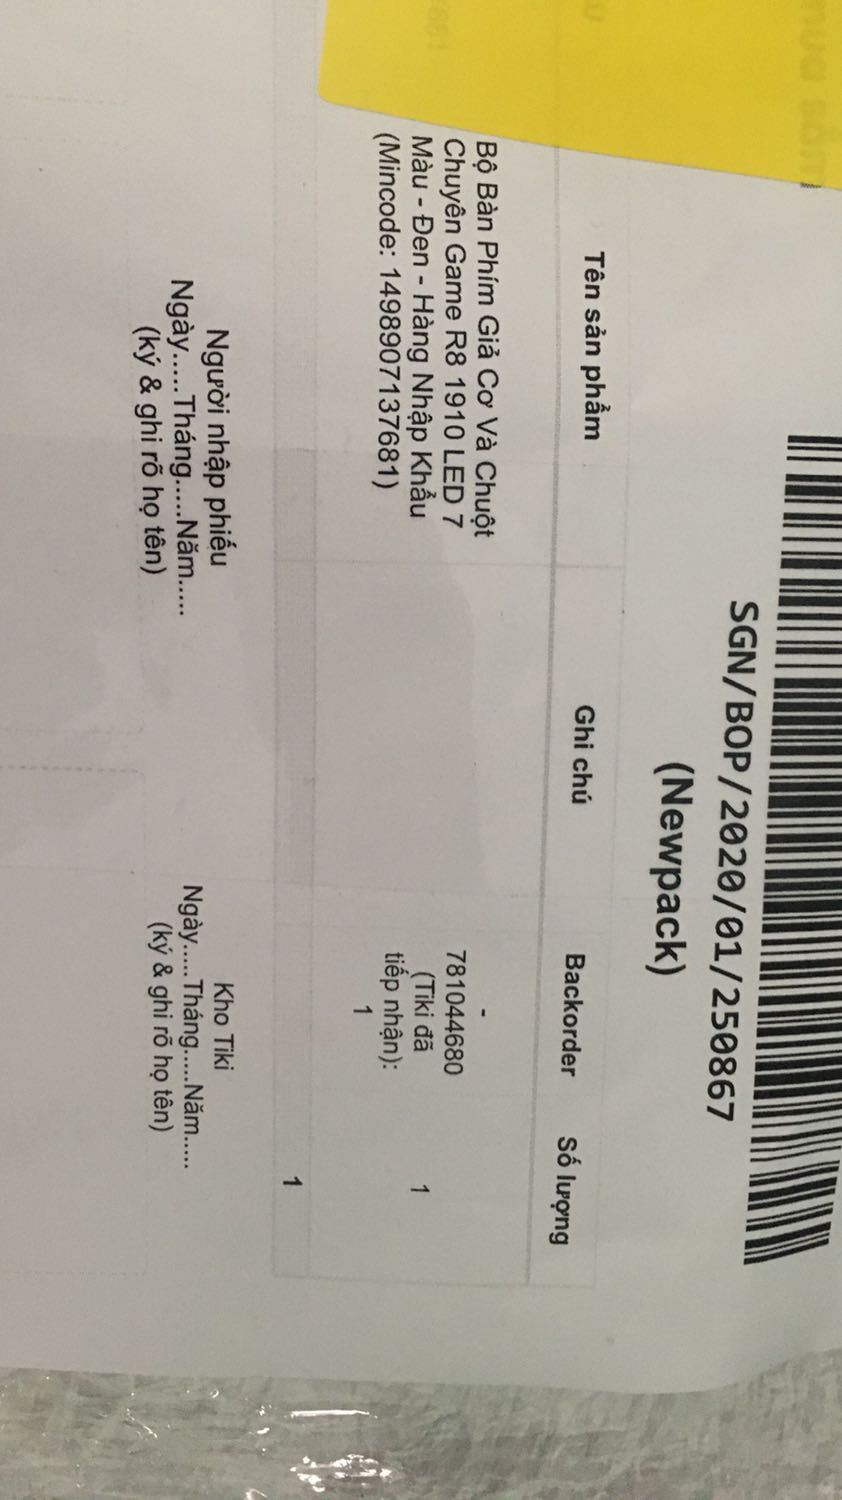 mua sắm
SGN/BOP/2020/01/250867
(Newpack)
Tên sản phẩm
Ghi chú
Backorder
Số lượng
Bộ Bàn Phím Giả Cơ Và Chuột
Chuyên Game R8 1910 LED 7
Màu - Đen - Hàng Nhập Khẩu
(Mincode: 1498907137681)
-
781044680
(Tiki đã
tiếp nhận):
1
1
1
Người nhập phiếu
Ngày.....Tháng.....Năm.....
(ký & ghi rõ họ tên)
Kho Tiki
Ngày.....Tháng.....Năm.....
(ký & ghi rõ họ tên)